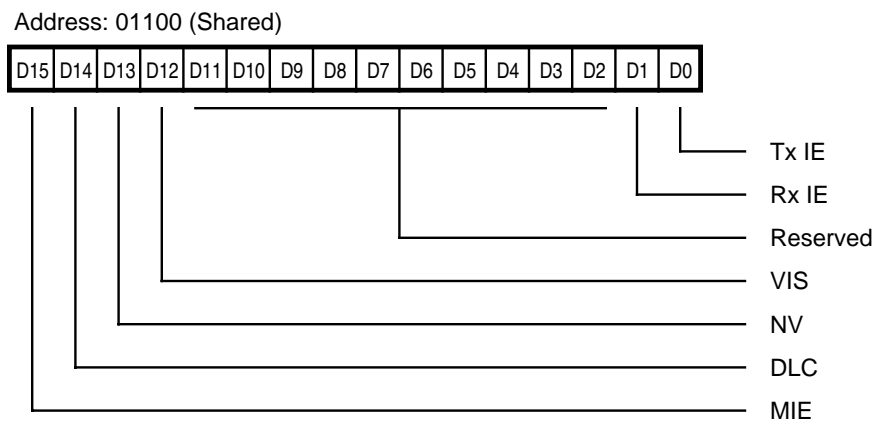 Address: 01100 (Shared)
D15 D14 D13 D12 D11 D10 D9 D8 D7 D6 D5 D4 D3 D2 D1 D0
Tx IE
Rx IE
Reserved
VIS
NV
DLC
MIE